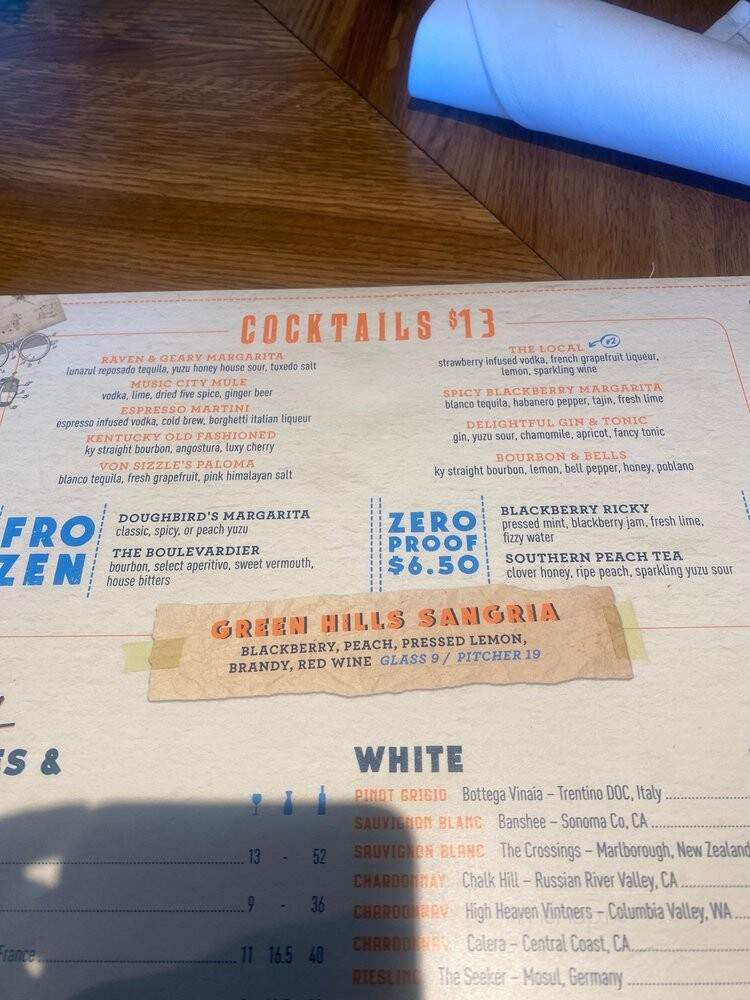 COCKTAILS $13
RAVEN & GEARY MARGARITA
lunazul reposado tequila, yuzu honey house sour, tuxedo salt
MUSIC CITY MULE
vodka, lime, dried five spice, ginger beer
ESPRESSO MARTINI
espresso infused vodka, cold brew, borghetti italian liqueur
KENTUCKY OLD FASHIONED
ky straight bourbon, angostura, luxy cherry
VON SIZZLE'S PALOMA
blanco tequila, fresh grapefruit, pink himalayan salt
THE LOCAL
strawberry infused vodka, french grapefruit liqueur,
lemon, sparkling wine
SPICY BLACKBERRY MARGARITA
blanco tequila, habanero pepper, tajin, fresh lime
DELIGHTFUL GIN & TONIC
gin, yuzu sour, chamomile, apricot, fancy tonic
BOURBON & BELLS
ky straight bourbon, lemon, bell pepper, honey, poblano
FRO
ZEN
DOUGHBIRD'S MARGARITA
classic, spicy, or peach yuzu
THE BOULEVARDIER
bourbon, select aperitivo, sweet vermouth,
house bitters
ZERO
PROOF
$6.50
BLACKBERRY RICKY
pressed mint, blackberry jam, fresh lime,
fizzy water
SOUTHERN PEACH TEA
clover honey, ripe peach, sparkling yuzu sour
GREEN HILLS SANGRIA
BLACKBERRY, PEACH, PRESSED LEMON,
BRANDY, RED WINE GLASS 9 / PITCHER 19
ES &
13 - 52
9 - 36
France 11 16.5 40
WHITE
PINOT GRIGIO Bottega Vinaia – Trentino DOC, Italy
SAUVIGNON BLANC Banshee – Sonoma Co, CA
SAUVIGNON BLANC The Crossings – Marlborough, New Zealand
CHARDONNAY Chalk Hill – Russian River Valley, CA
CHARDONNAY High Heaven Vintners – Columbia Valley, WA
CHARDONNAY Calera – Central Coast, CA
RIESLING The Seeker – Mosul, Germany